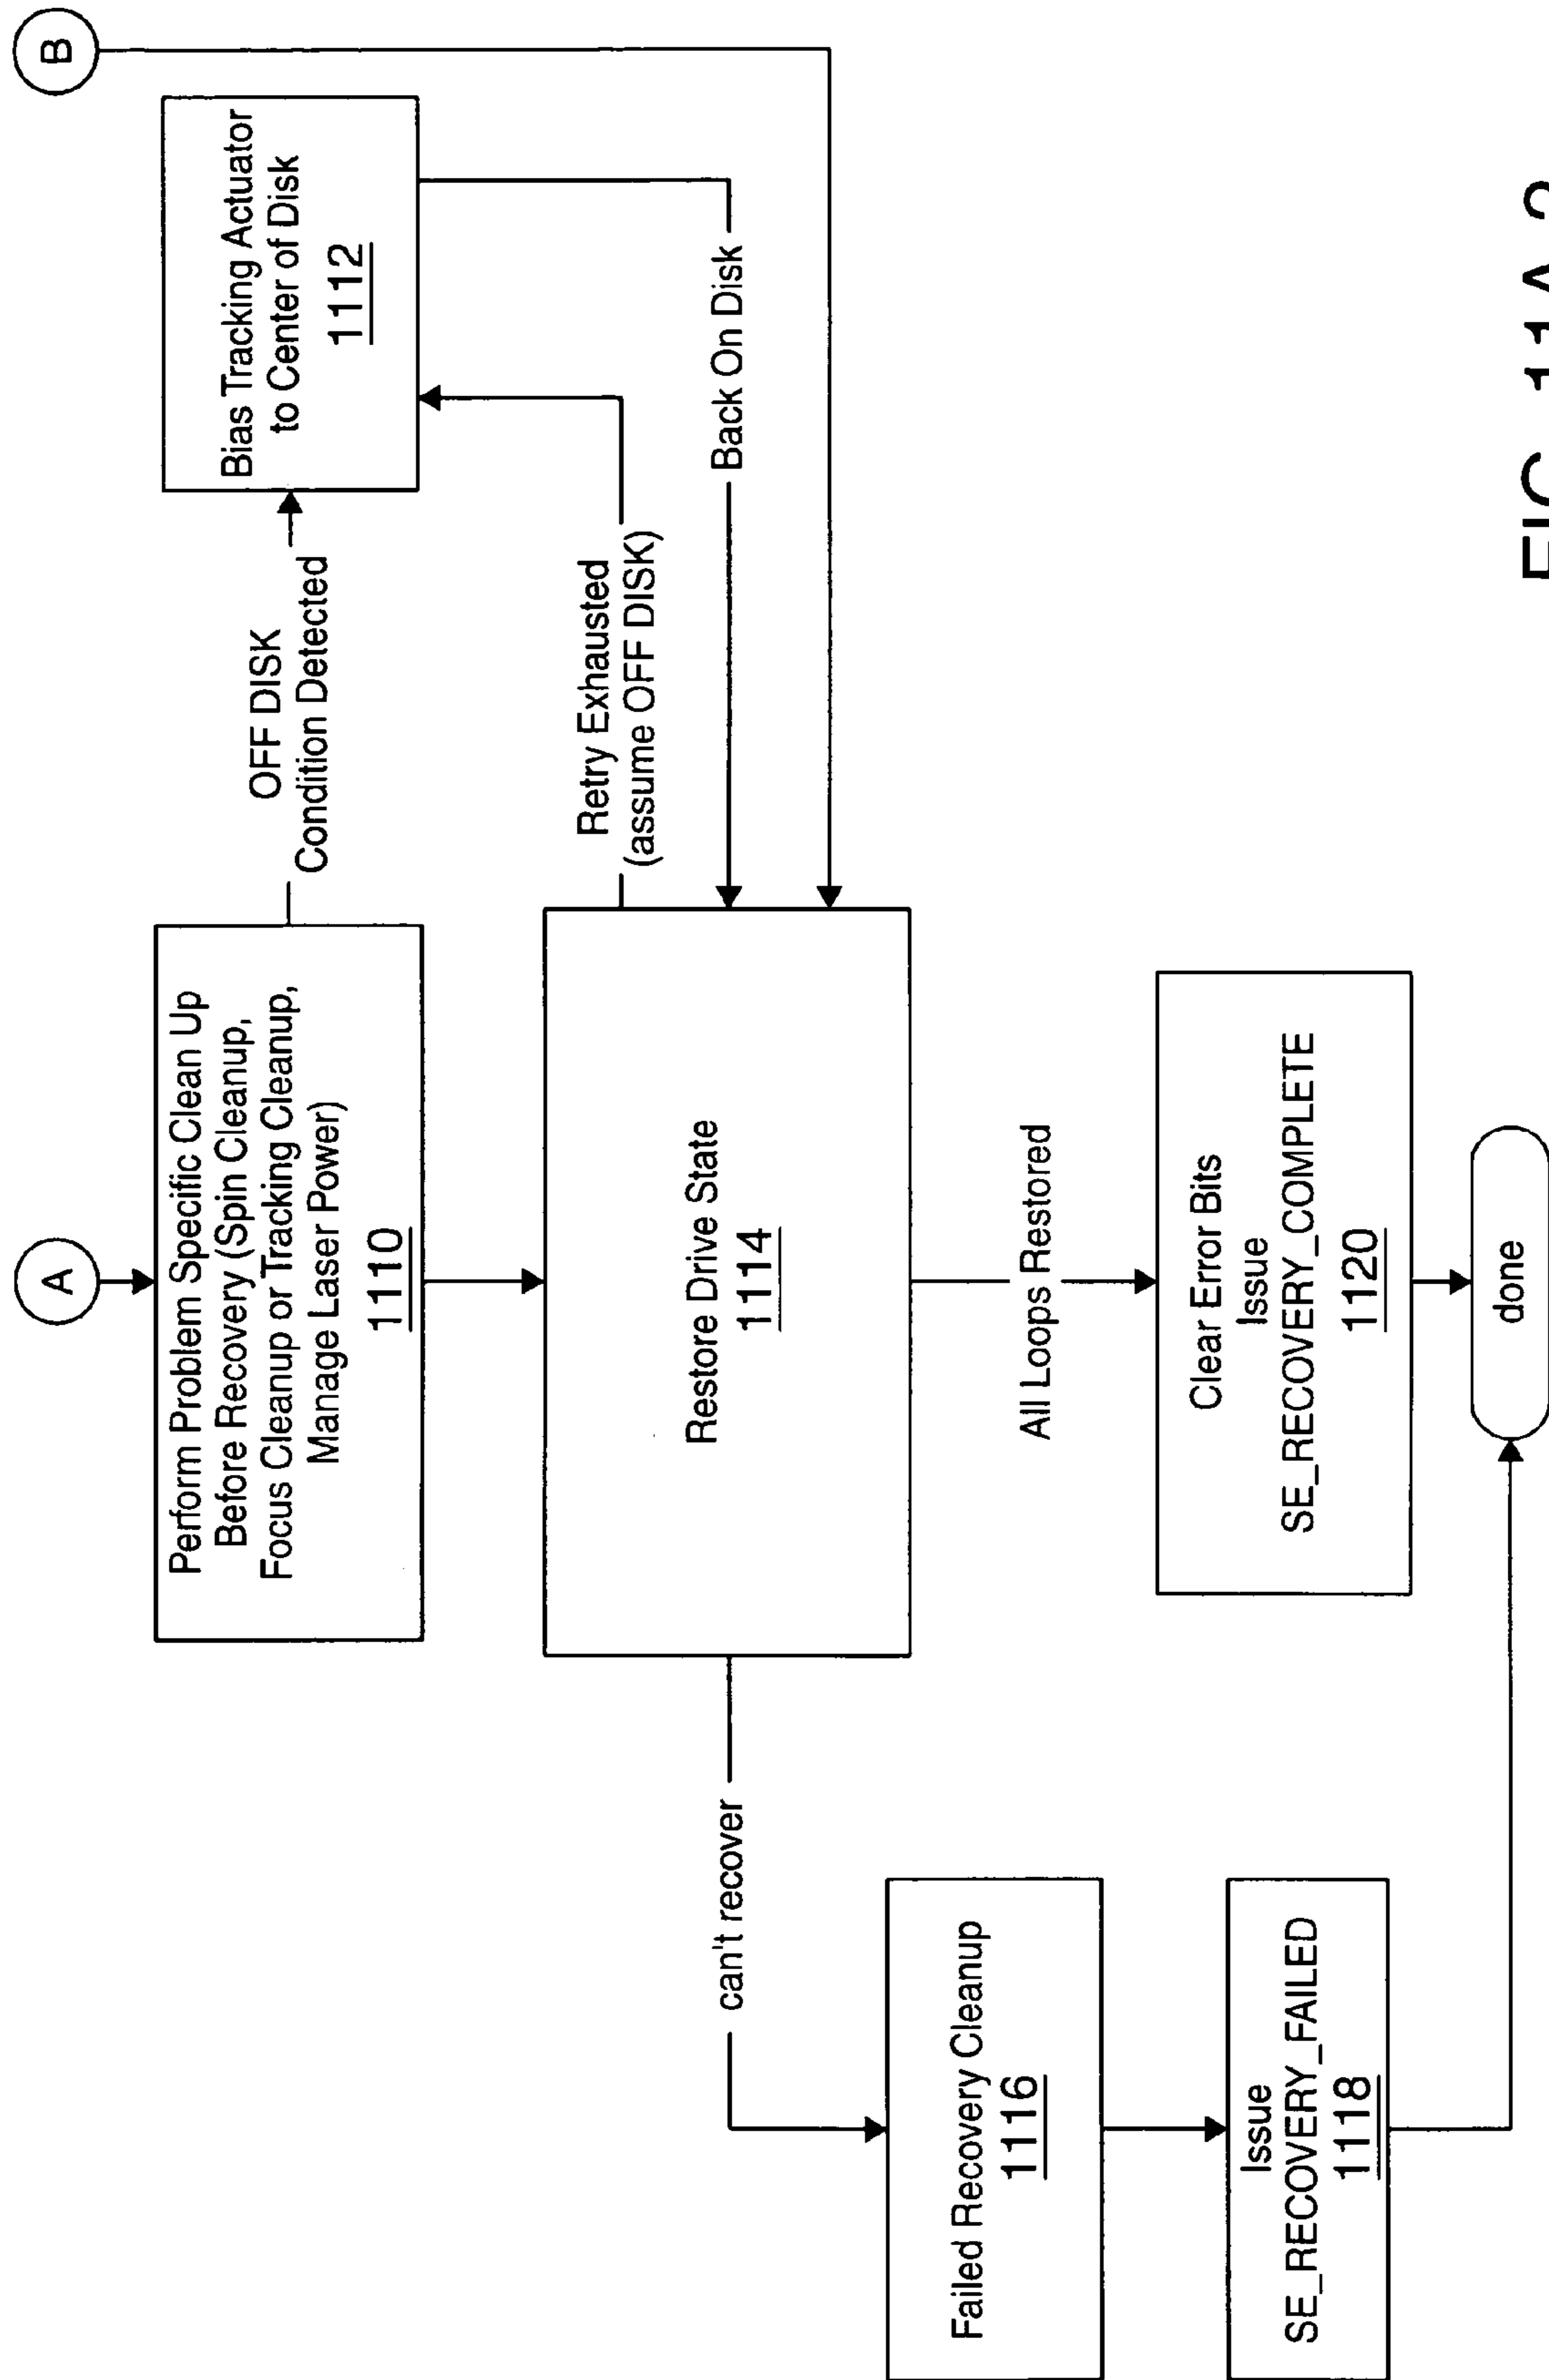 A
B
Perform Problem Specific Clean Up
Before Recovery (Spin Cleanup,
Focus Cleanup or Tracking Cleanup,
Manage Laser Power)
1110
OFF DISK
Condition Detected
Bias Tracking Actuator
to Center of Disk
1112
Retry Exhausted
(assume OFF DISK)
Back On Disk
Restore Drive State
1114
can't recover
All Loops Restored
Failed Recovery Cleanup
1116
Issue
SE_RECOVERY_FAILED
1118
Clear Error Bits
Issue
SE_RECOVERY_COMPLETE
1120
done